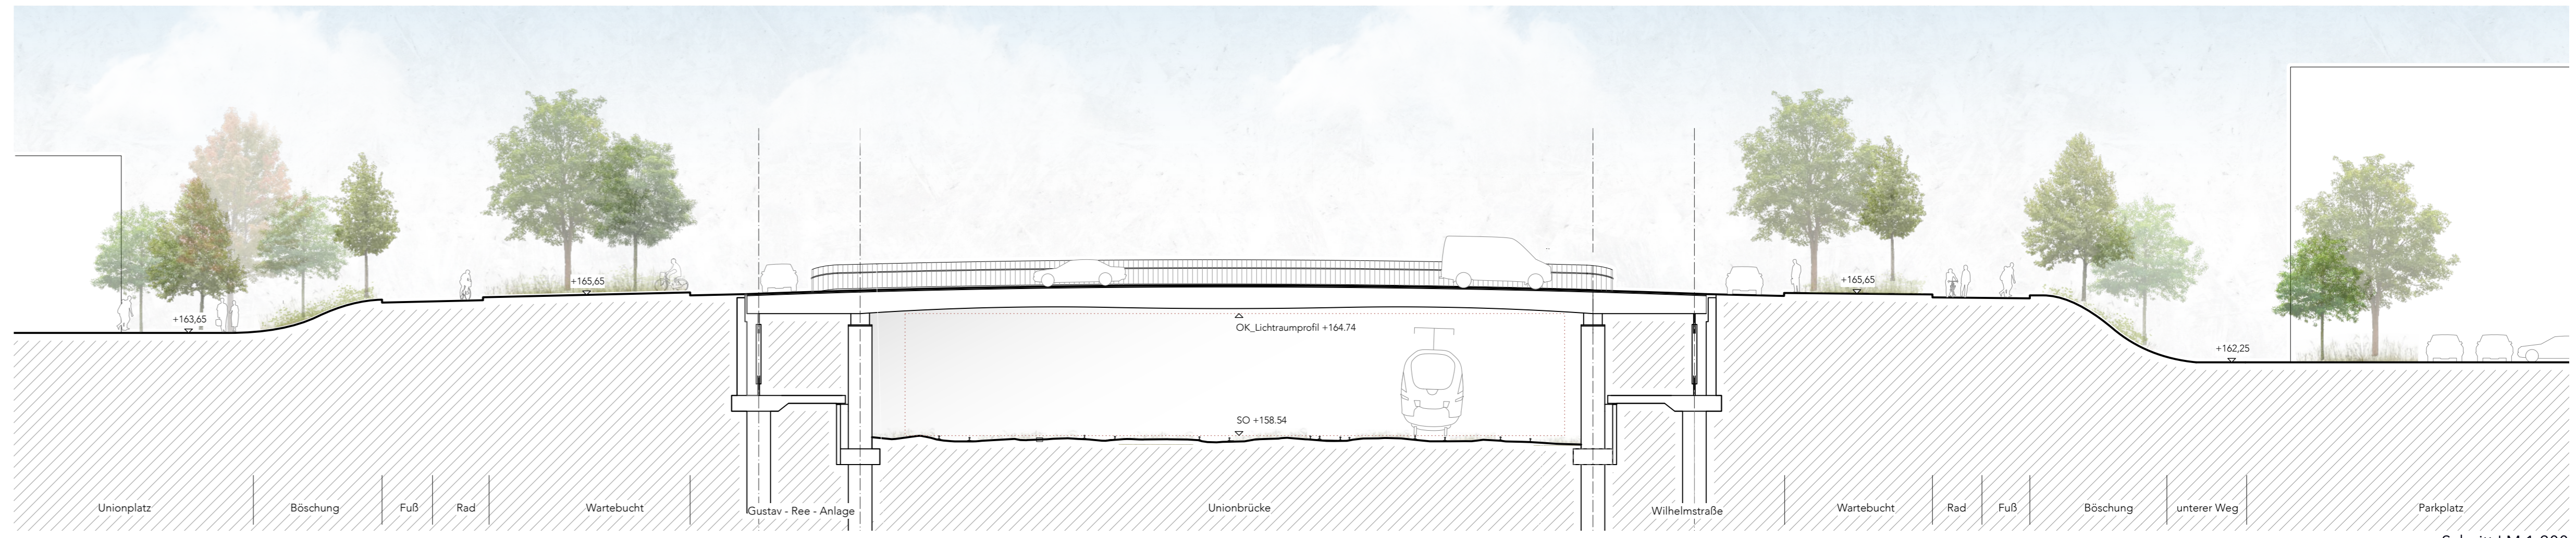 +163,65
+165,65
OK_Lichtraumprofil +164.74
SO +158.54
+165,65
+162,25
Unionplatz
Böschung
Fuß
Rad
Wartebucht
Gustav - Ree - Anlage
Unionbrücke
Wilhelmstraße
Wartebucht
Rad
Fuß
Böschung
unterer Weg
Parkplatz